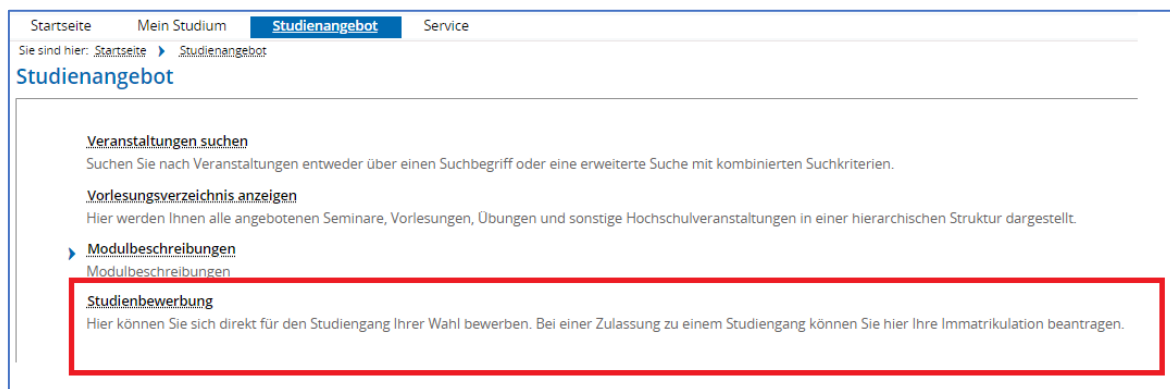 Startseite Mein Studium Studienangebot Service
Sie sind hier: Startseite Studienangebot
Studienangebot
Veranstaltungen suchen
Suchen Sie nach Veranstaltungen entweder über einen Suchbegriff oder eine erweiterte Suche mit kombinierten Suchkriterien.
Vorlesungsverzeichnis anzeigen
Hier werden Ihnen alle angebotenen Seminare, Vorlesungen, Übungen und sonstige Hochschulveranstaltungen in einer hierarchischen Struktur dargestellt.
Modulbeschreibungen
Modulbeschreibungen
Studienbewerbung
Hier können Sie sich direkt für den Studiengang Ihrer Wahl bewerben. Bei einer Zulassung zu einem Studiengang können Sie hier Ihre Immatrikulation beantragen.